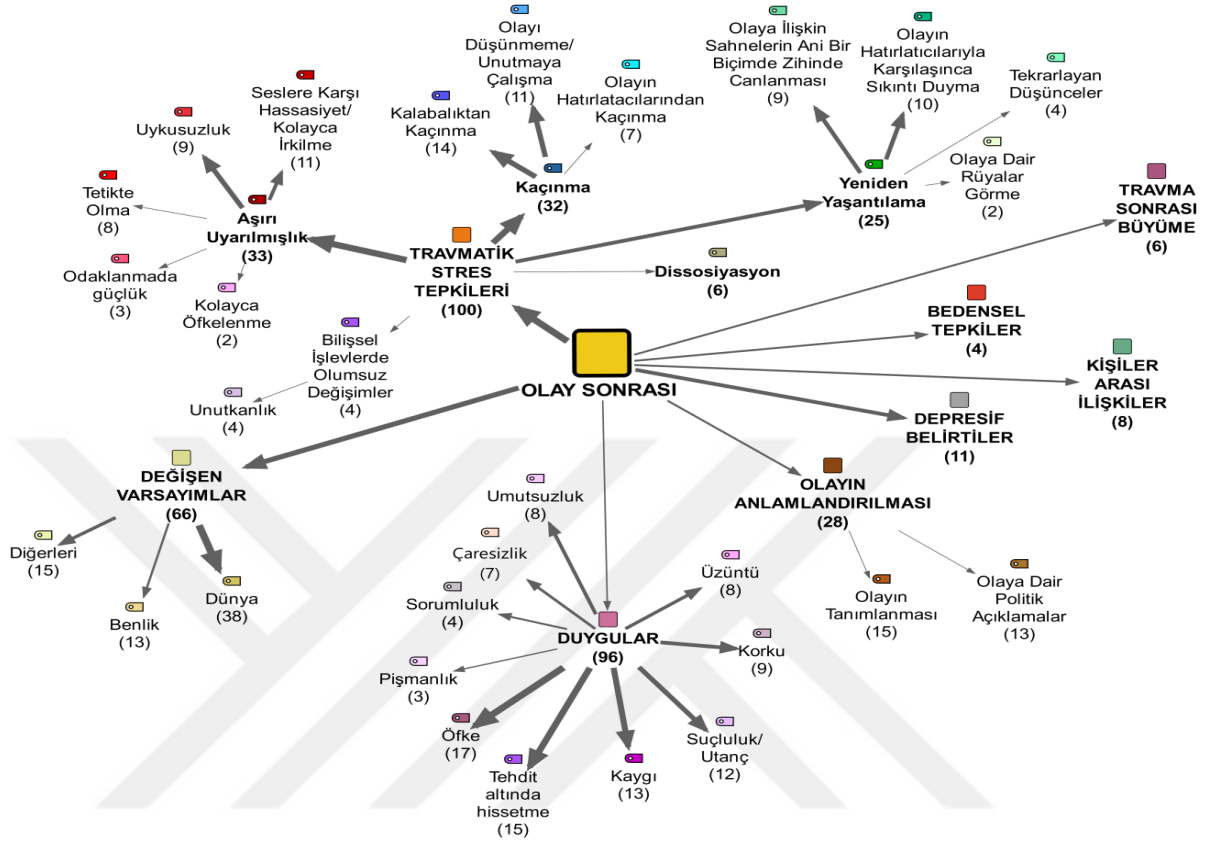 Olayı
Düşünmeme/
Unutmaya
Çalışma
(11)
Olaya İlişkin
Sahnelerin Ani Bir
Biçimde Zihinde
Canlanması
(9)
Olayın
Hatırlatıcılarıyla
Karşılaşınca
Sıkıntı Duyma
(10)
Tekrarlayan
Düşünceler
(4)
Seslere Karşı
Hassasiyet/
Kolayca
İrkilme
(11)
Olayın
Hatırlatacılarından
Kaçınma
(7)
Kalabalıktan
Kaçınma
(14)
Uykusuzluk
(9)
Olaya Dair
Rüyalar
Görme
(2)
Tetikte
Olma
(8)
Kaçınma
(32)
Yeniden
Yaşantılama
(25)
TRAVMA
SONRASI
BÜYÜME
(6)
Aşırı
Uyarılmışlık
(33)
TRAVMATİK
STRES
TEPKİLERİ
(100)
Dissosiyasyon
(6)
Odaklanmada
güçlük
(3)
Kolayca
Öfkelenme
(2)
BEDENSEL
TEPKİLER
(4)
Bilişsel
İşlevlerde
Olumsuz
Değişimler
(4)
KİŞİLER
ARASI
İLİŞKİLER
(8)
OLAY SONRASI
Unutkanlık
(4)
DEPRESİF
BELİRTİLER
(11)
DEĞİŞEN
VARSAYIMLAR
(66)
OLAYIN
ANLAMLANDIRILMASI
(28)
Umutsuzluk
(8)
Diğerleri
(15)
Çaresizlik
(7)
Üzüntü
(8)
Benlik
(13)
Dünya
(38)
Sorumluluk
(4)
Olayın
Tanımlanması
(15)
Olaya Dair
Politik
Açıklamalar
(13)
DUYGULAR
(96)
Korku
(9)
Pişmanlık
(3)
Öfke
(17)
Tehdit
altında
hissetme
(15)
Kaygı
(13)
Suçluluk/
Utanç
(12)